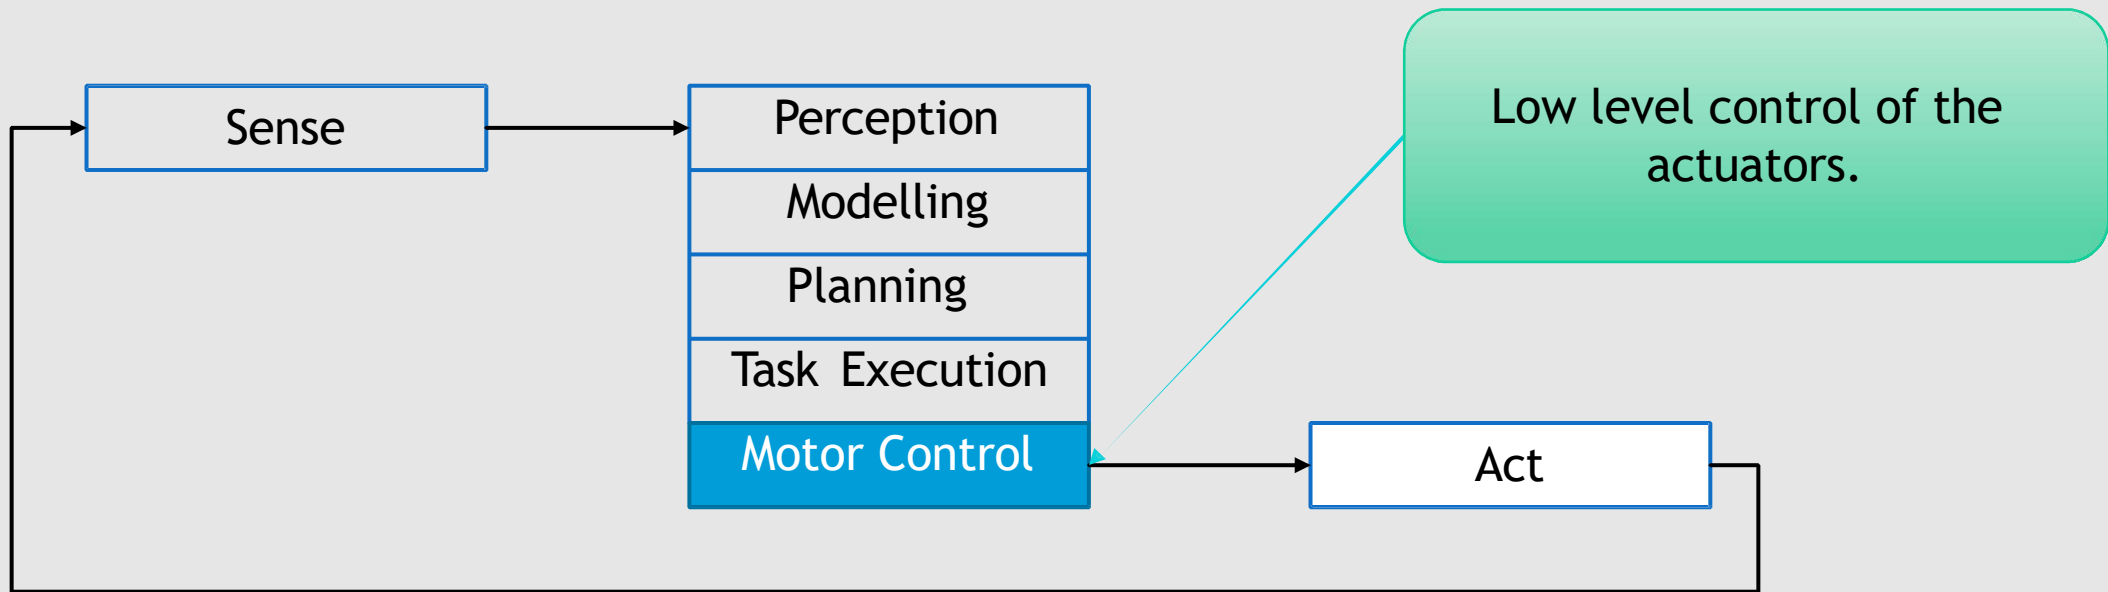 Sense
Perception
Modelling
Planning
Task Execution
Motor Control
Act
Low level control of the
actuators.